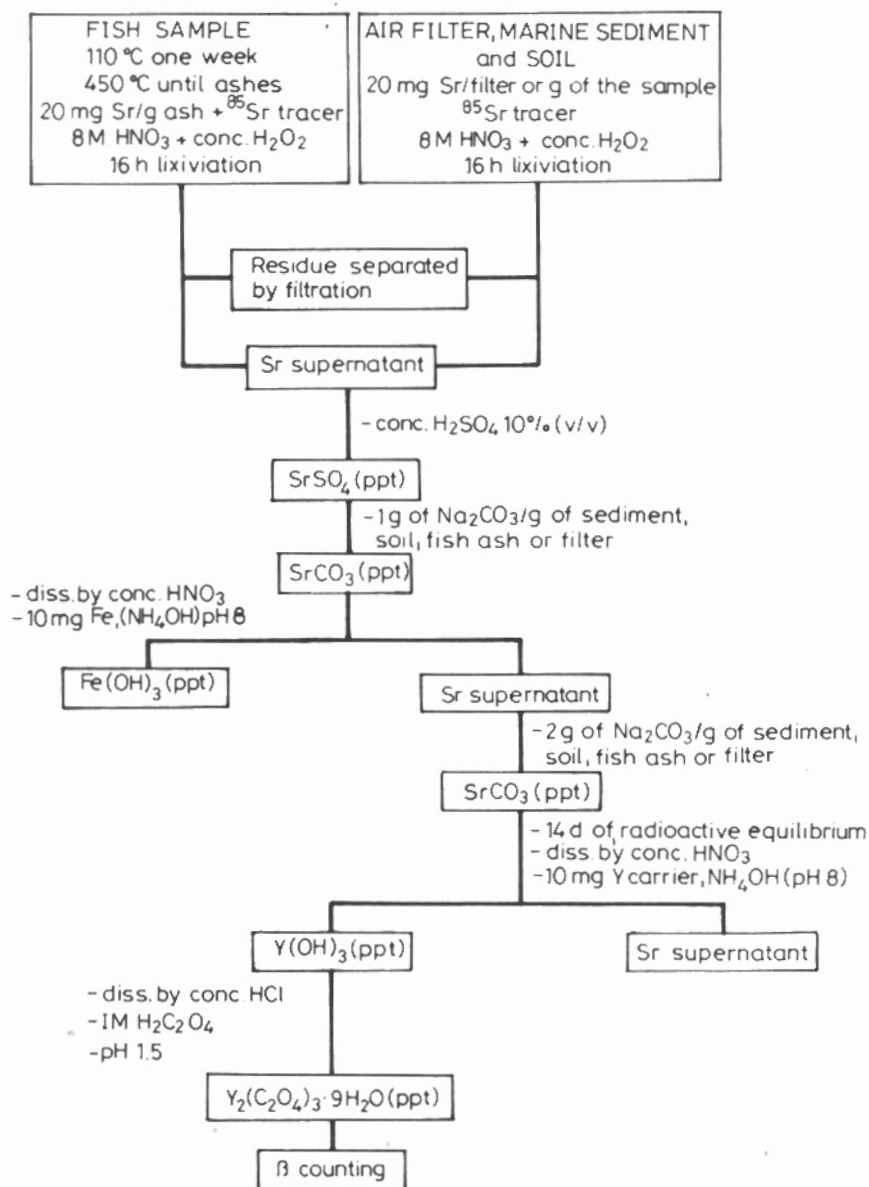 FISH SAMPLE
110 °C one week
450 °C until ashes
20 mg Sr/g ash + ⁸⁵Sr tracer
8M HNO₃ + conc. H₂O₂
16 h lixiviation
AIR FILTER, MARINE SEDIMENT
and SOIL
20 mg Sr/filter or g of the sample
⁸⁵Sr tracer
8M HNO₃ + conc. H₂O₂
16 h lixiviation
Residue separated
by filtration
Sr supernatant
- conc. H₂SO₄ 10% (v/v)
SrSO₄ (ppt)
- 1g of Na₂CO₃/g of sediment,
soil, fish ash or filter
SrCO₃ (ppt)
- diss. by conc. HNO₃
- 10 mg Fe, (NH₄OH) pH 8
Fe(OH)₃ (ppt)
Sr supernatant
- 2g of Na₂CO₃/g of sediment,
soil, fish ash or filter
SrCO₃ (ppt)
- 14 d of radioactive equilibrium
- diss. by conc. HNO₃
- 10 mg Y carrier, NH₄OH (pH 8)
Y(OH)₃ (ppt)
Sr supernatant
- diss. by conc. HCl
- 1M H₂C₂O₄
- pH 1.5
Y₂(C₂O₄)₃·9H₂O (ppt)
β counting